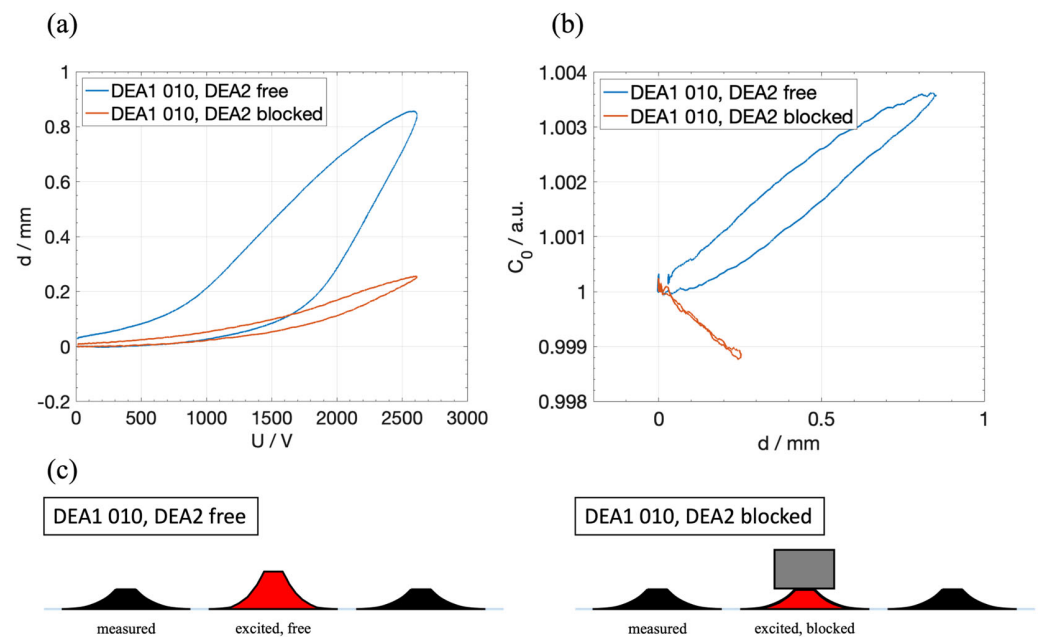 (a)
(b)
DEA1 010, DEA2 free
DEA1 010, DEA2 blocked
1
0.8
0.6
0.4
0.2
0
-0.2
d / mm
0
500
1000
1500
2000
2500
3000
U / V
DEA1 010, DEA2 free
DEA1 010, DEA2 blocked
1.004
1.003
1.002
1.001
1
0.999
0.998
C0 / a.u.
0
0.5
1
d / mm
(c)
DEA1 010, DEA2 free
DEA1 010, DEA2 blocked
measured
excited, free
measured
excited, blocked